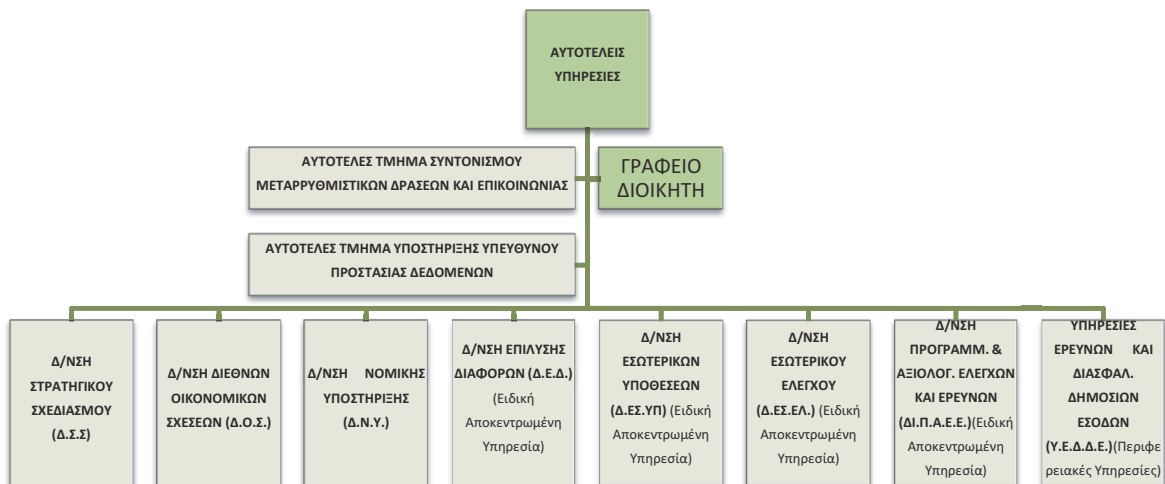 ΑΥΤΟΤΕΛΕΙΣ
ΥΠΗΡΕΣΙΕΣ
ΑΥΤΟΤΕΛΕΣ ΤΜΗΜΑ ΣΥΝΤΟΝΙΣΜΟΥ
ΜΕΤΑΡΡΥΘΜΙΣΤΙΚΩΝ ΔΡΑΣΕΩΝ ΚΑΙ ΕΠΙΚΟΙΝΩΝΙΑΣ
ΓΡΑΦΕΙΟ
ΔΙΟΙΚΗΤΗ
ΑΥΤΟΤΕΛΕΣ ΤΜΗΜΑ ΥΠΟΣΤΗΡΙΞΗΣ ΥΠΕΥΘΥΝΟΥ
ΠΡΟΣΤΑΣΙΑΣ ΔΕΔΟΜΕΝΩΝ
Δ/ΝΣΗ
ΣΤΡΑΤΗΓΙΚΟΥ
ΣΧΕΔΙΑΣΜΟΥ
(Δ.Σ.Σ)
Δ/ΝΣΗ ΔΙΕΘΝΩΝ
ΟΙΚΟΝΟΜΙΚΩΝ
ΣΧΕΣΕΩΝ (Δ.Ο.Σ.)
Δ/ΝΣΗ ΝΟΜΙΚΗΣ
ΥΠΟΣΤΗΡΙΞΗΣ
(Δ.Ν.Υ.)
Δ/ΝΣΗ ΕΠΙΛΥΣΗΣ
ΔΙΑΦΟΡΩΝ (Δ.Ε.Δ.)
(Ειδική
Αποκεντρωμένη
Υπηρεσία)
Δ/ΝΣΗ
ΕΣΩΤΕΡΙΚΩΝ
ΥΠΟΘΕΣΕΩΝ
(Δ.ΕΣ.ΥΠ) (Ειδική
Αποκεντρωμένη
Υπηρεσία)
Δ/ΝΣΗ
ΕΣΩΤΕΡΙΚΟΥ
ΕΛΕΓΧΟΥ
(Δ.ΕΣ.ΕΛ.) (Ειδική
Αποκεντρωμένη
Υπηρεσία)
Δ/ΝΣΗ
ΠΡΟΓΡΑΜΜ. &
ΑΞΙΟΛΟΓ. ΕΛΕΓΧΩΝ
ΚΑΙ ΕΡΕΥΝΩΝ
(ΔΙ.Π.Α.Ε.Ε.)(Ειδική
Αποκεντρωμένη
Υπηρεσία)
ΥΠΗΡΕΣΙΕΣ
ΕΡΕΥΝΩΝ ΚΑΙ
ΔΙΑΣΦΑΛ.
ΔΗΜΟΣΙΩΝ
ΕΣΟΔΩΝ
(Υ.Ε.Δ.Δ.Ε.)(Περιφε
ρειακές Υπηρεσίες)